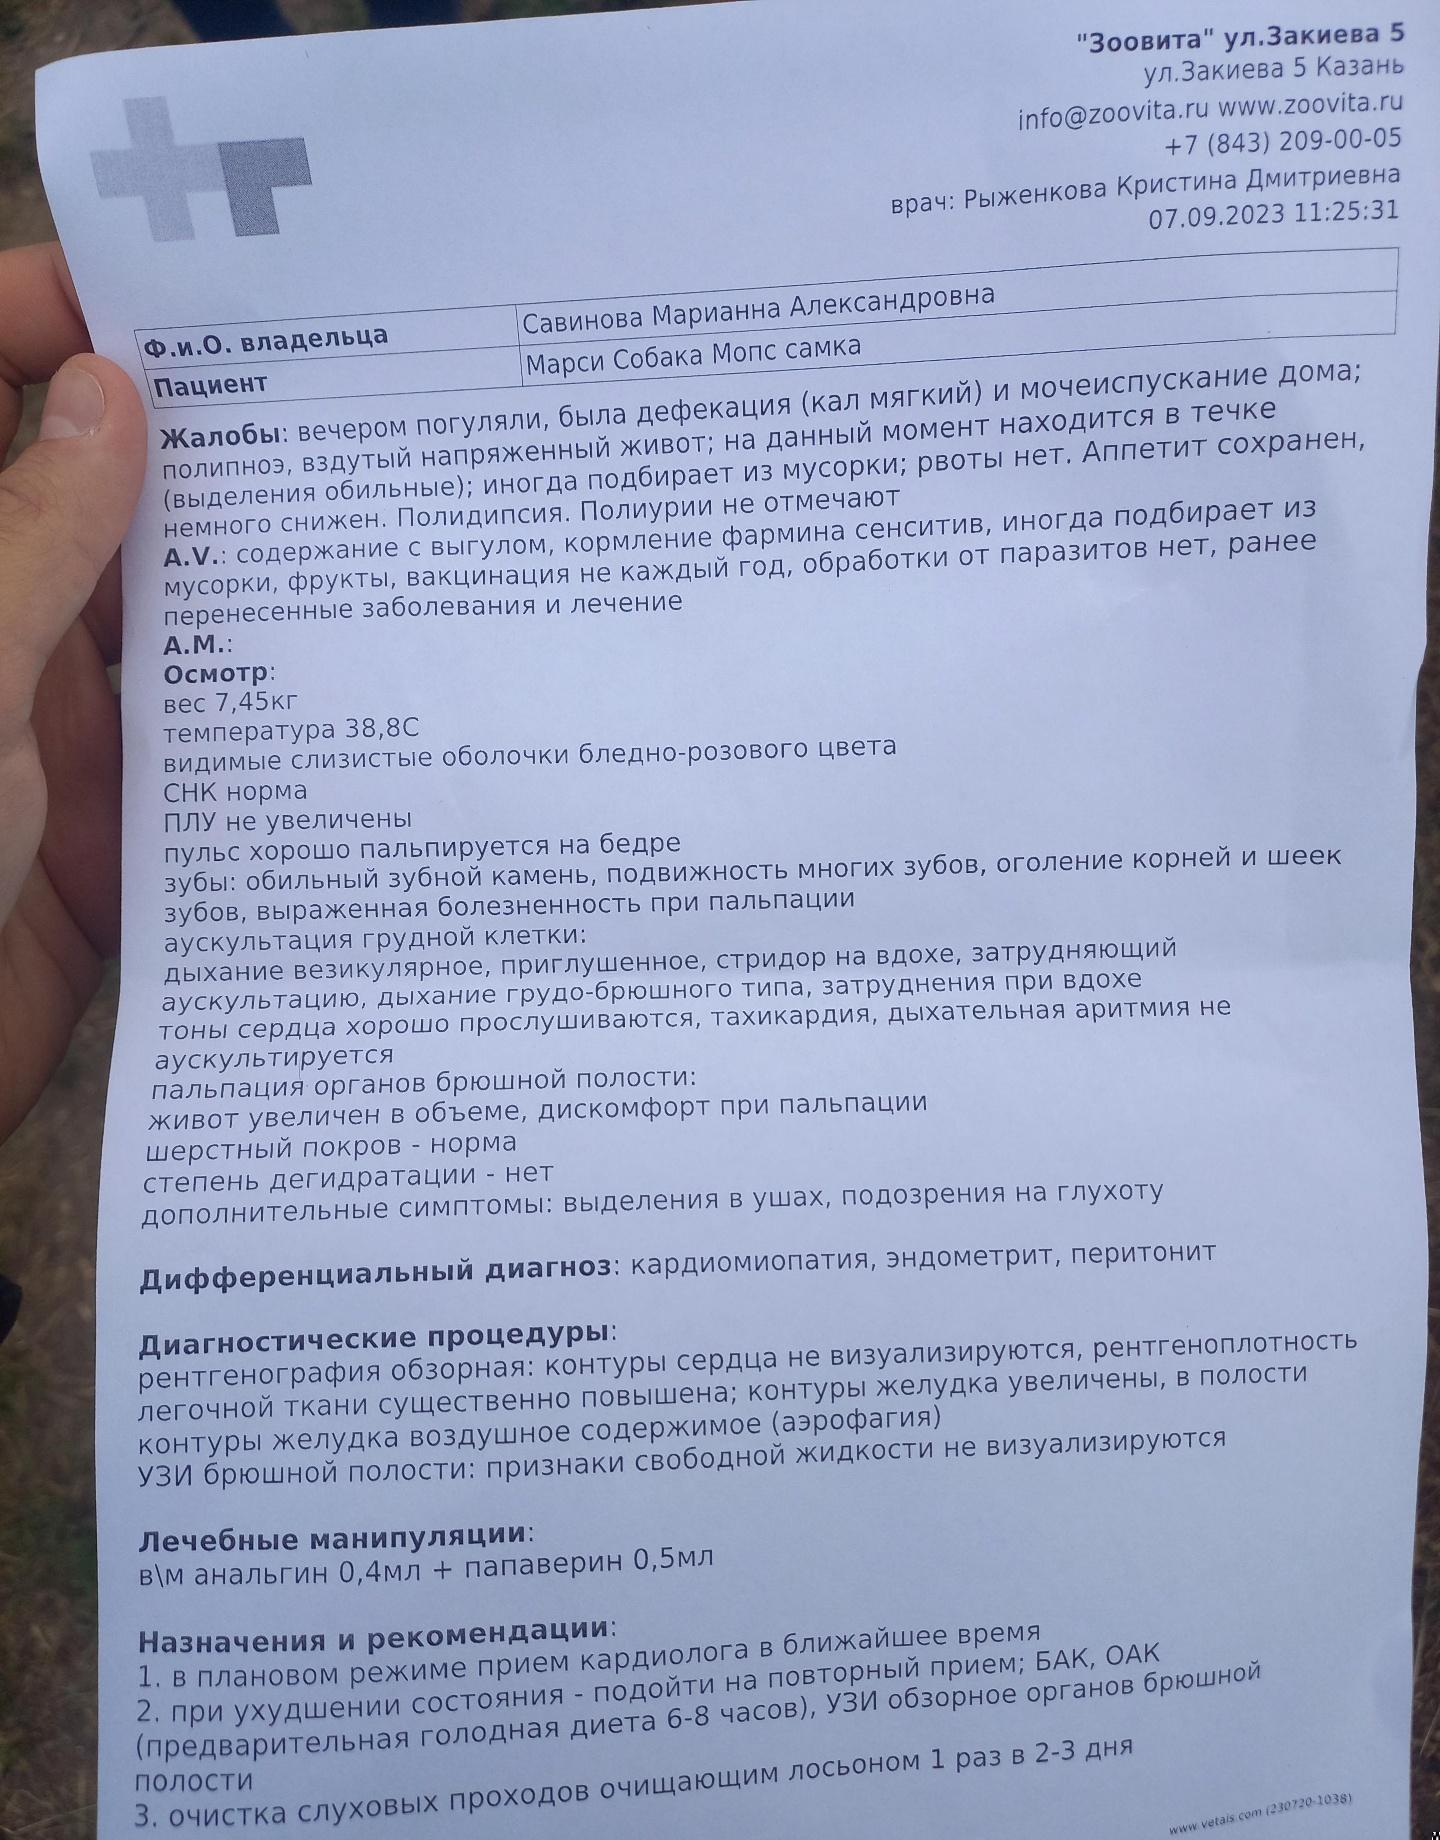 "Зоовита" ул.Закиева 5
ул.Закиева 5 Казань
info@zoovita.ru www.zoovita.ru
+7 (843) 209-00-05
врач: Рыженкова Кристина Дмитриевна
07.09.2023 11:25:31
Ф.и.О. владельца Савинова Марианна Александровна
Пациент Марси Собака Мопс самка
Жалобы: вечером погуляли, была дефекация (кал мягкий) и мочеиспускание дома;
полипноэ, вздутый напряженный живот; на данный момент находится в течке
(выделения обильные); иногда подбирает из мусорки; рвоты нет. Аппетит сохранен,
немного снижен. Полидипсия. Полиурии не отмечают
A.V.: содержание с выгулом, кормление фармина сенситив, иногда подбирает из
мусорки, фрукты, вакцинация не каждый год, обработки от паразитов нет, ранее
перенесенные заболевания и лечение
А.М.:
Осмотр:
вес 7,45кг
температура 38,8С
видимые слизистые оболочки бледно-розового цвета
СНК норма
ПЛУ не увеличены
пульс хорошо пальпируется на бедре
зубы: обильный зубной камень, подвижность многих зубов, оголение корней и шеек
зубов, выраженная болезненность при пальпации
аускультация грудной клетки:
дыхание везикулярное, приглушенное, стридор на вдохе, затрудняющий
аускультацию, дыхание грудо-брюшного типа, затруднения при вдохе
тоны сердца хорошо прослушиваются, тахикардия, дыхательная аритмия не
аускультируется
пальпация органов брюшной полости:
живот увеличен в объеме, дискомфорт при пальпации
шерстный покров - норма
степень дегидратации - нет
дополнительные симптомы: выделения в ушах, подозрения на глухоту
Дифференциальный диагноз: кардиомиопатия, эндометрит, перитонит
Диагностические процедуры:
рентгенография обзорная: контуры сердца не визуализируются, рентгеноплотность
легочной ткани существенно повышена; контуры желудка увеличены, в полости
контуры желудка воздушное содержимое (аэрофагия)
УЗИ брюшной полости: признаки свободной жидкости не визуализируются
Лечебные манипуляции:
в\м анальгин 0,4мл + папаверин 0,5мл
Назначения и рекомендации:
1. в плановом режиме прием кардиолога в ближайшее время
2. при ухудшении состояния - подойти на повторный прием; БАК, ОАК
(предварительная голодная диета 6-8 часов), УЗИ обзорное органов брюшной
полости
3. очистка слуховых проходов очищающим лосьоном 1 раз в 2-3 дня
www.vetais.com (230720-1038)